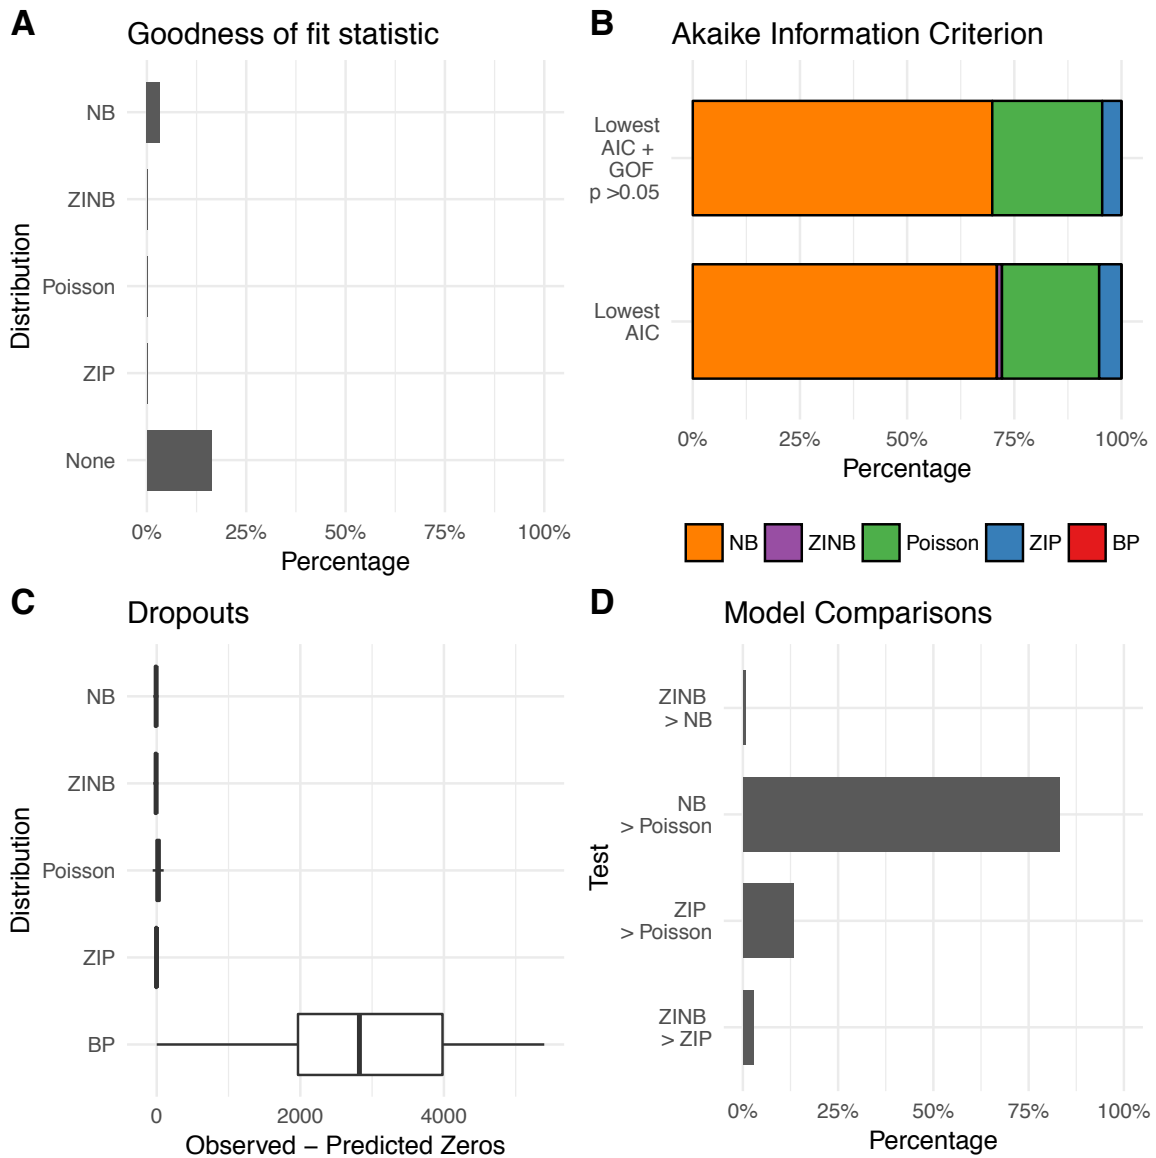 A
Goodness of fit statistic
NB
ZINB
Poisson
ZIP
None
Distribution
0%
25%
50%
75%
100%
Percentage
B
Akaike Information Criterion
Lowest
AIC +
GOF
p >0.05
Lowest
AIC
0%
25%
50%
75%
100%
Percentage
NB
ZINB
Poisson
ZIP
BP
C
Dropouts
NB
ZINB
Poisson
ZIP
BP
Distribution
0
2000
4000
Observed − Predicted Zeros
D
Model Comparisons
ZINB
> NB
NB
> Poisson
ZIP
> Poisson
ZINB
> ZIP
Test
0%
25%
50%
75%
100%
Percentage